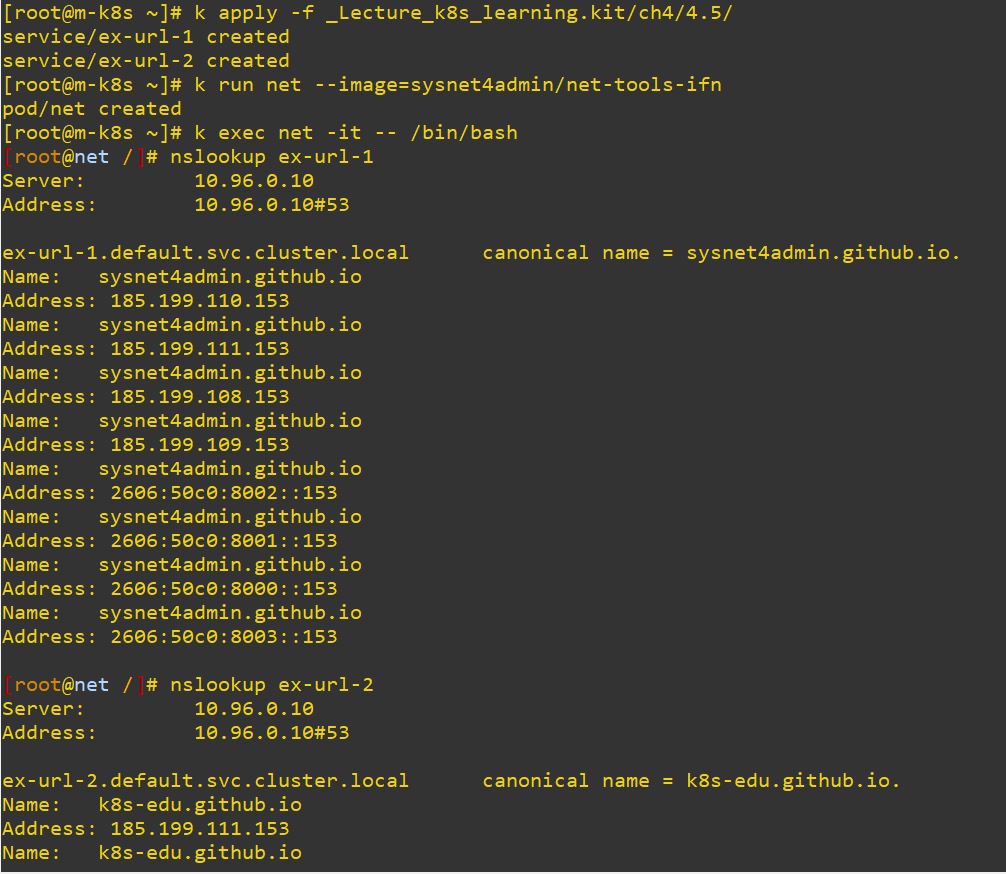 [root@m-k8s ~]# k apply -f _Lecture_k8s_learning.kit/ch4/4.5/
service/ex-url-1 created
service/ex-url-2 created
[root@m-k8s ~]# k run net --image=sysnet4admin/net-tools-ifn
pod/net created
[root@m-k8s ~]# k exec net -it -- /bin/bash
[root@net /]# nslookup ex-url-1
Server:         10.96.0.10
Address:        10.96.0.10#53

ex-url-1.default.svc.cluster.local      canonical name = sysnet4admin.github.io.
Name:   sysnet4admin.github.io
Address: 185.199.110.153
Name:   sysnet4admin.github.io
Address: 185.199.111.153
Name:   sysnet4admin.github.io
Address: 185.199.108.153
Name:   sysnet4admin.github.io
Address: 185.199.109.153
Name:   sysnet4admin.github.io
Address: 2606:50c0:8002::153
Name:   sysnet4admin.github.io
Address: 2606:50c0:8001::153
Name:   sysnet4admin.github.io
Address: 2606:50c0:8000::153
Name:   sysnet4admin.github.io
Address: 2606:50c0:8003::153

[root@net /]# nslookup ex-url-2
Server:         10.96.0.10
Address:        10.96.0.10#53

ex-url-2.default.svc.cluster.local      canonical name = k8s-edu.github.io.
Name:   k8s-edu.github.io
Address: 185.199.111.153
Name:   k8s-edu.github.io